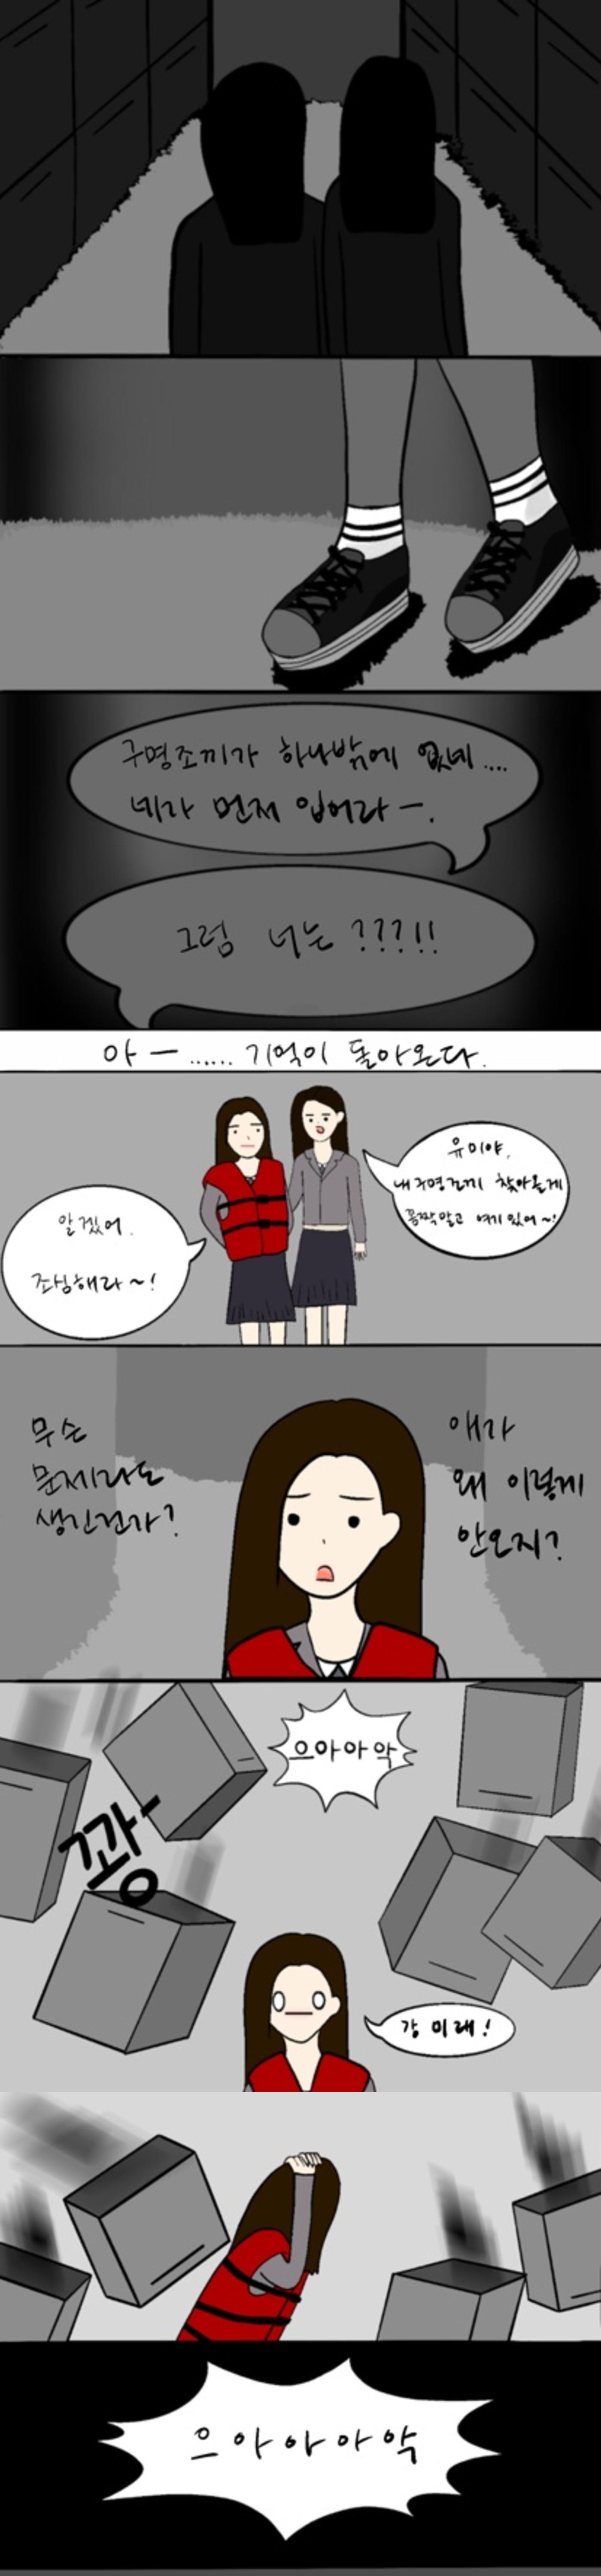 구명조끼가 하나밖에 없네....
네가 먼저 입어라-.
그럼 너는???!!
아-...... 기억이 돌아온다.
유미야,
내 구명조끼 찾아올게
꼼짝말고 여기 있어~!
알겠어.
조심해라~!
얘가
왜 이렇게
안오지?
무슨
문제라도
생긴건가?
으아아악
꽝-
강미래!
으아아아악